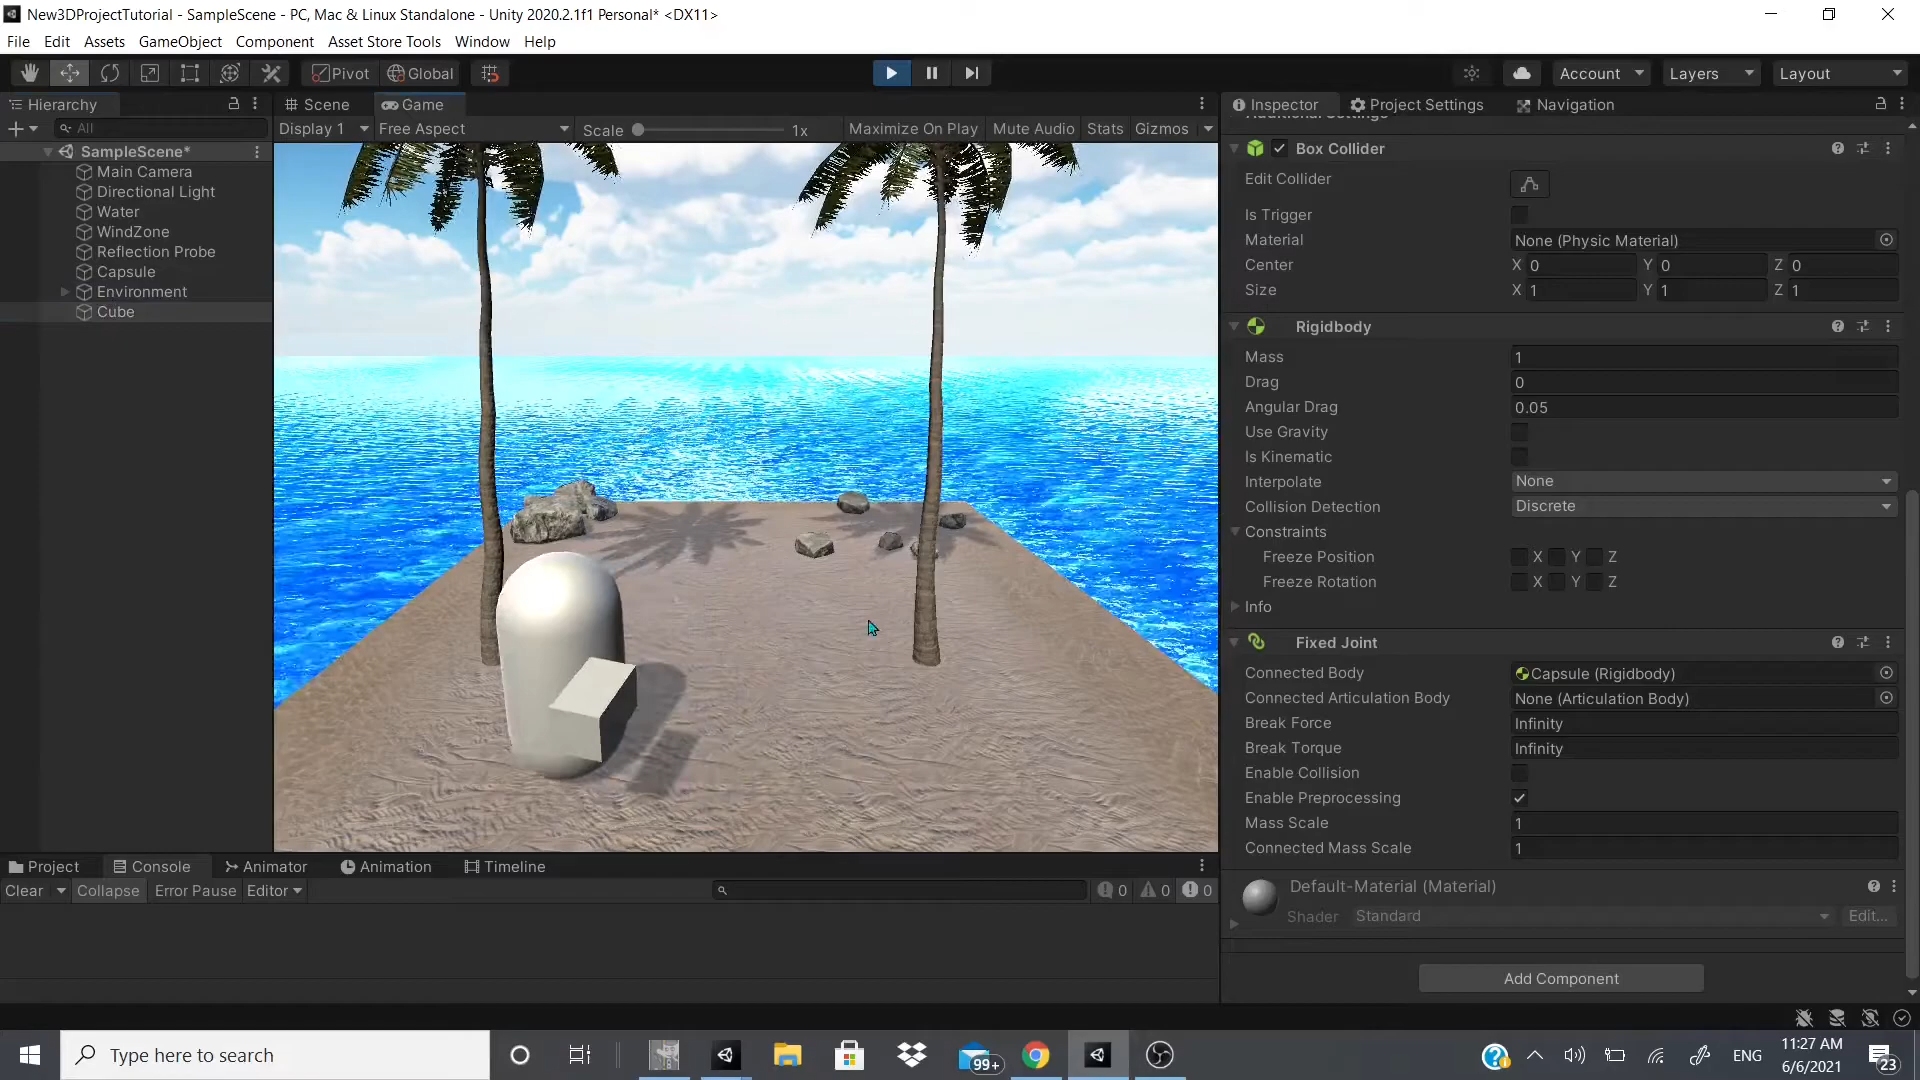 New3DProjectTutorial - SampleScene - PC, Mac & Linux Standalone - Unity 2020.2.1f1 Personal* <DX11>
File Edit Assets GameObject Component Asset Store Tools Window Help
Pivot Global Account Layers Layout
Hierarchy Scene Game Inspector Project Settings Navigation
All Display 1 Free Aspect Scale 1x Maximize On Play Mute Audio Stats Gizmos
SampleScene*
Main Camera
Directional Light
Water
WindZone
Reflection Probe
Capsule
Environment
Cube
Additional Settings
Box Collider
Edit Collider
Is Trigger
Material None (Physic Material)
Center X 0 Y 0 Z 0
Size X 1 Y 1 Z 1
Rigidbody
Mass 1
Drag 0
Angular Drag 0.05
Use Gravity
Is Kinematic
Interpolate None
Collision Detection Discrete
Constraints
Freeze Position X Y Z
Freeze Rotation X Y Z
Info
Fixed Joint
Connected Body Capsule (Rigidbody)
Connected Articulation Body None (Articulation Body)
Break Force Infinity
Break Torque Infinity
Enable Collision
Enable Preprocessing
Mass Scale 1
Connected Mass Scale 1
Default-Material (Material)
Shader Standard Edit...
Add Component
Project Console Animator Animation Timeline
Clear Collapse Error Pause Editor 0 0 0
Type here to search 99+ ENG 11:27 AM
6/6/2021 23